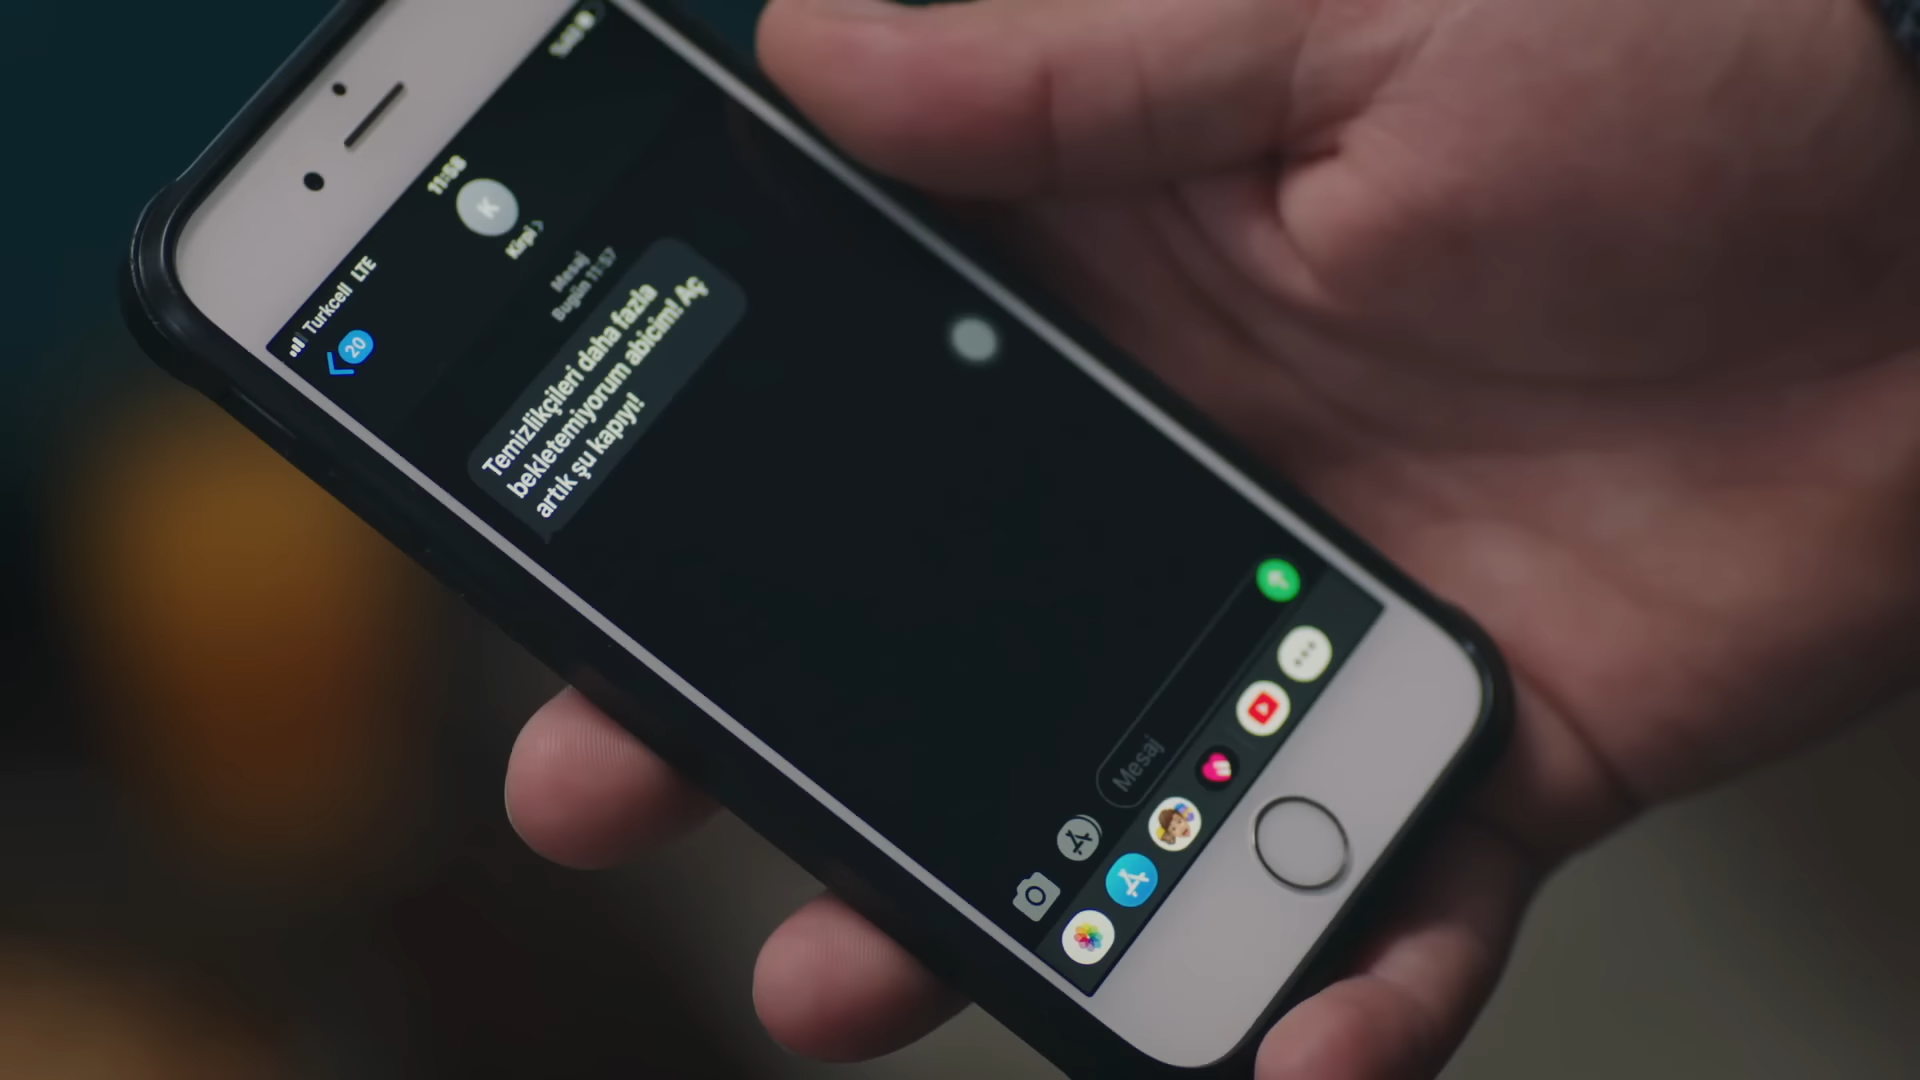 Turkcell LTE
11:58
20
K
Kirpi
Mesaj
Bugün 11:57
Temizlikçileri daha fazla
bekletemiyorum abicim! Aç
artık şu kapıyı!
Mesaj